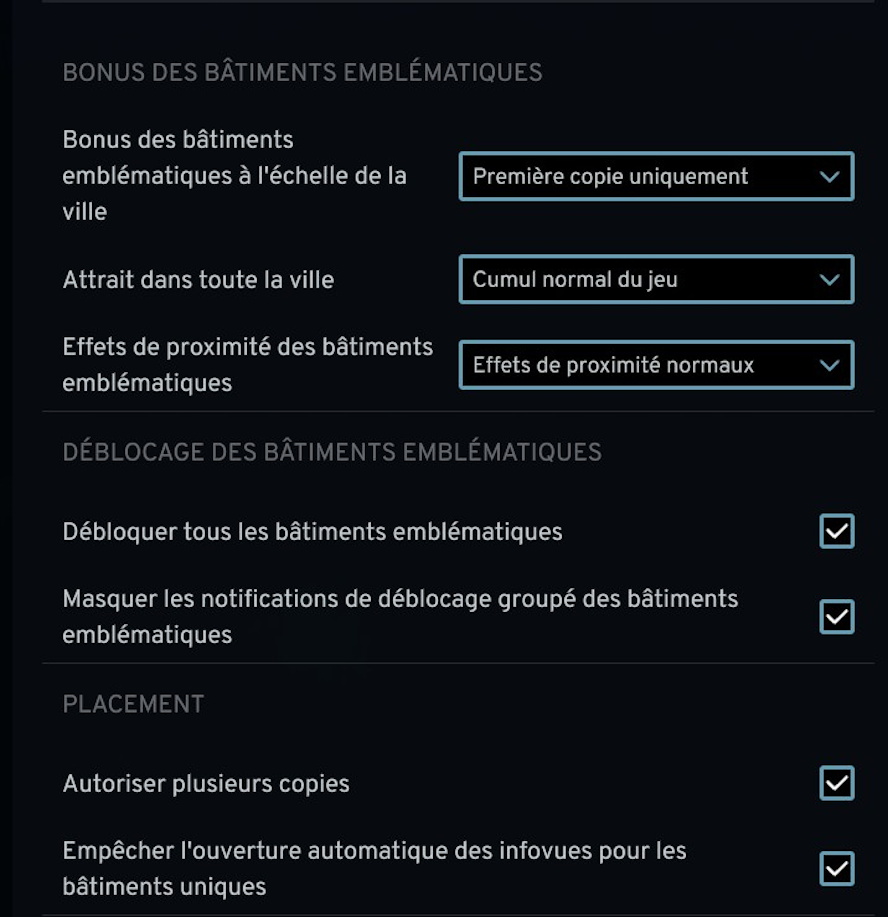 BONUS DES BÂTIMENTS EMBLÉMATIQUES
Bonus des bâtiments
emblématiques à l'échelle de la
ville
Première copie uniquement
Attrait dans toute la ville
Cumul normal du jeu
Effets de proximité des bâtiments
emblématiques
Effets de proximité normaux
DÉBLOCAGE DES BÂTIMENTS EMBLÉMATIQUES
Débloquer tous les bâtiments emblématiques
Masquer les notifications de déblocage groupé des bâtiments
emblématiques
PLACEMENT
Autoriser plusieurs copies
Empêcher l'ouverture automatique des infovues pour les
bâtiments uniques